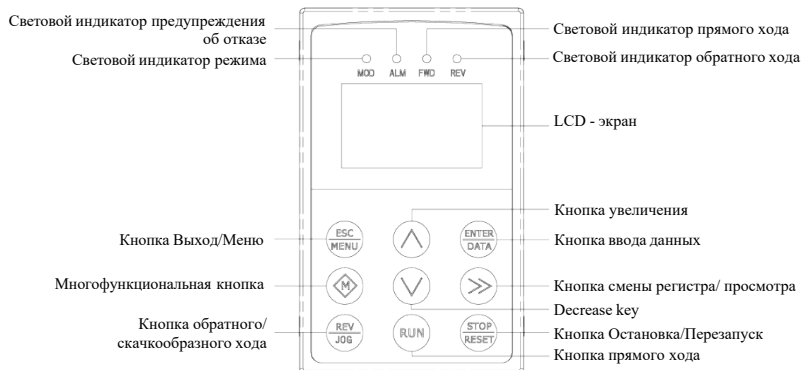 Световой индикатор предупреждения
об отказе
Световой индикатор режима
Световой индикатор прямого хода
Световой индикатор обратного хода
MOD ALM FWD REV
LCD - экран
Кнопка увеличения
Кнопка Выход/Меню
ESC
MENU
ENTER
DATA
Кнопка ввода данных
Многофункциональная кнопка
M
Кнопка смены регистра/ просмотра
Decrease key
Кнопка обратного/
скачкообразного хода
REV
JOG
RUN
STOP
RESET
Кнопка Остановка/Перезапуск
Кнопка прямого хода